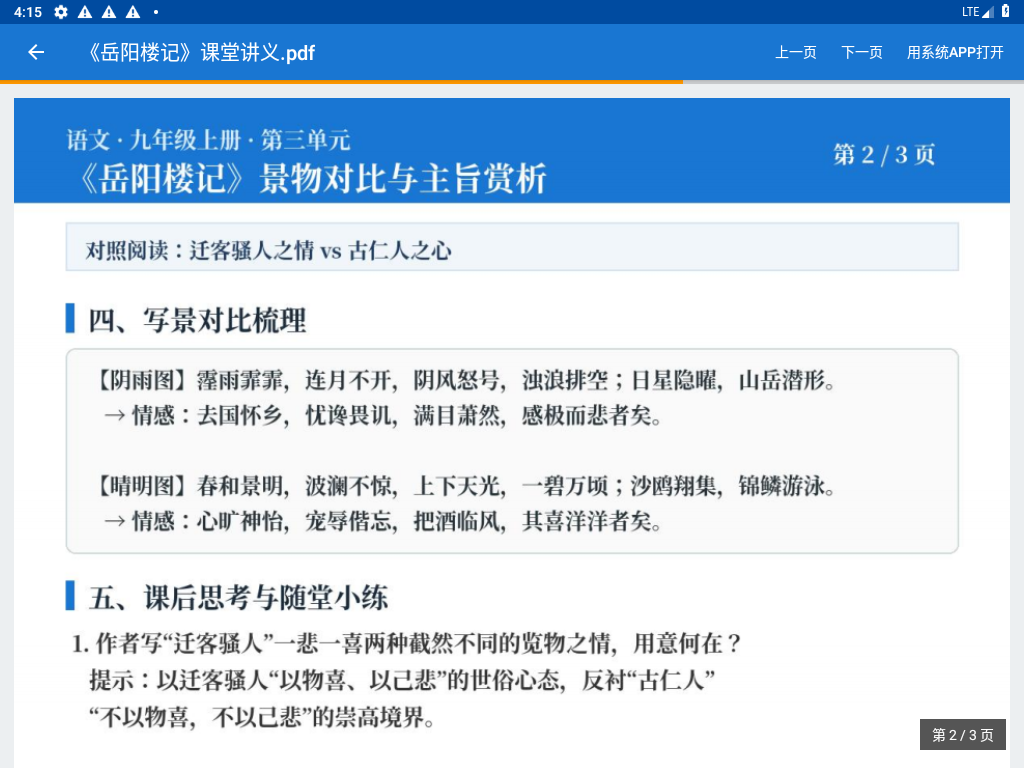 4:15
LTE
《岳阳楼记》课堂讲义.pdf
上一页 下一页 用系统APP打开
语文 · 九年级上册 · 第三单元
《岳阳楼记》景物对比与主旨赏析
第 2 / 3 页
对照阅读：迁客骚人之情 vs 古仁人之心
四、写景对比梳理
【阴雨图】霪雨霏霏，连月不开，阴风怒号，浊浪排空；日星隐曜，山岳潜形。
→ 情感：去国怀乡，忧谗畏讥，满目萧然，感极而悲者矣。
【晴明图】春和景明，波澜不惊，上下天光，一碧万顷；沙鸥翔集，锦鳞游泳。
→ 情感：心旷神怡，宠辱偕忘，把酒临风，其喜洋洋者矣。
五、课后思考与随堂小练
1. 作者写“迁客骚人”一悲一喜两种截然不同的览物之情，用意何在？
提示：以迁客骚人“以物喜、以己悲”的世俗心态，反衬“古仁人”
“不以物喜，不以己悲”的崇高境界。
第 2 / 3 页